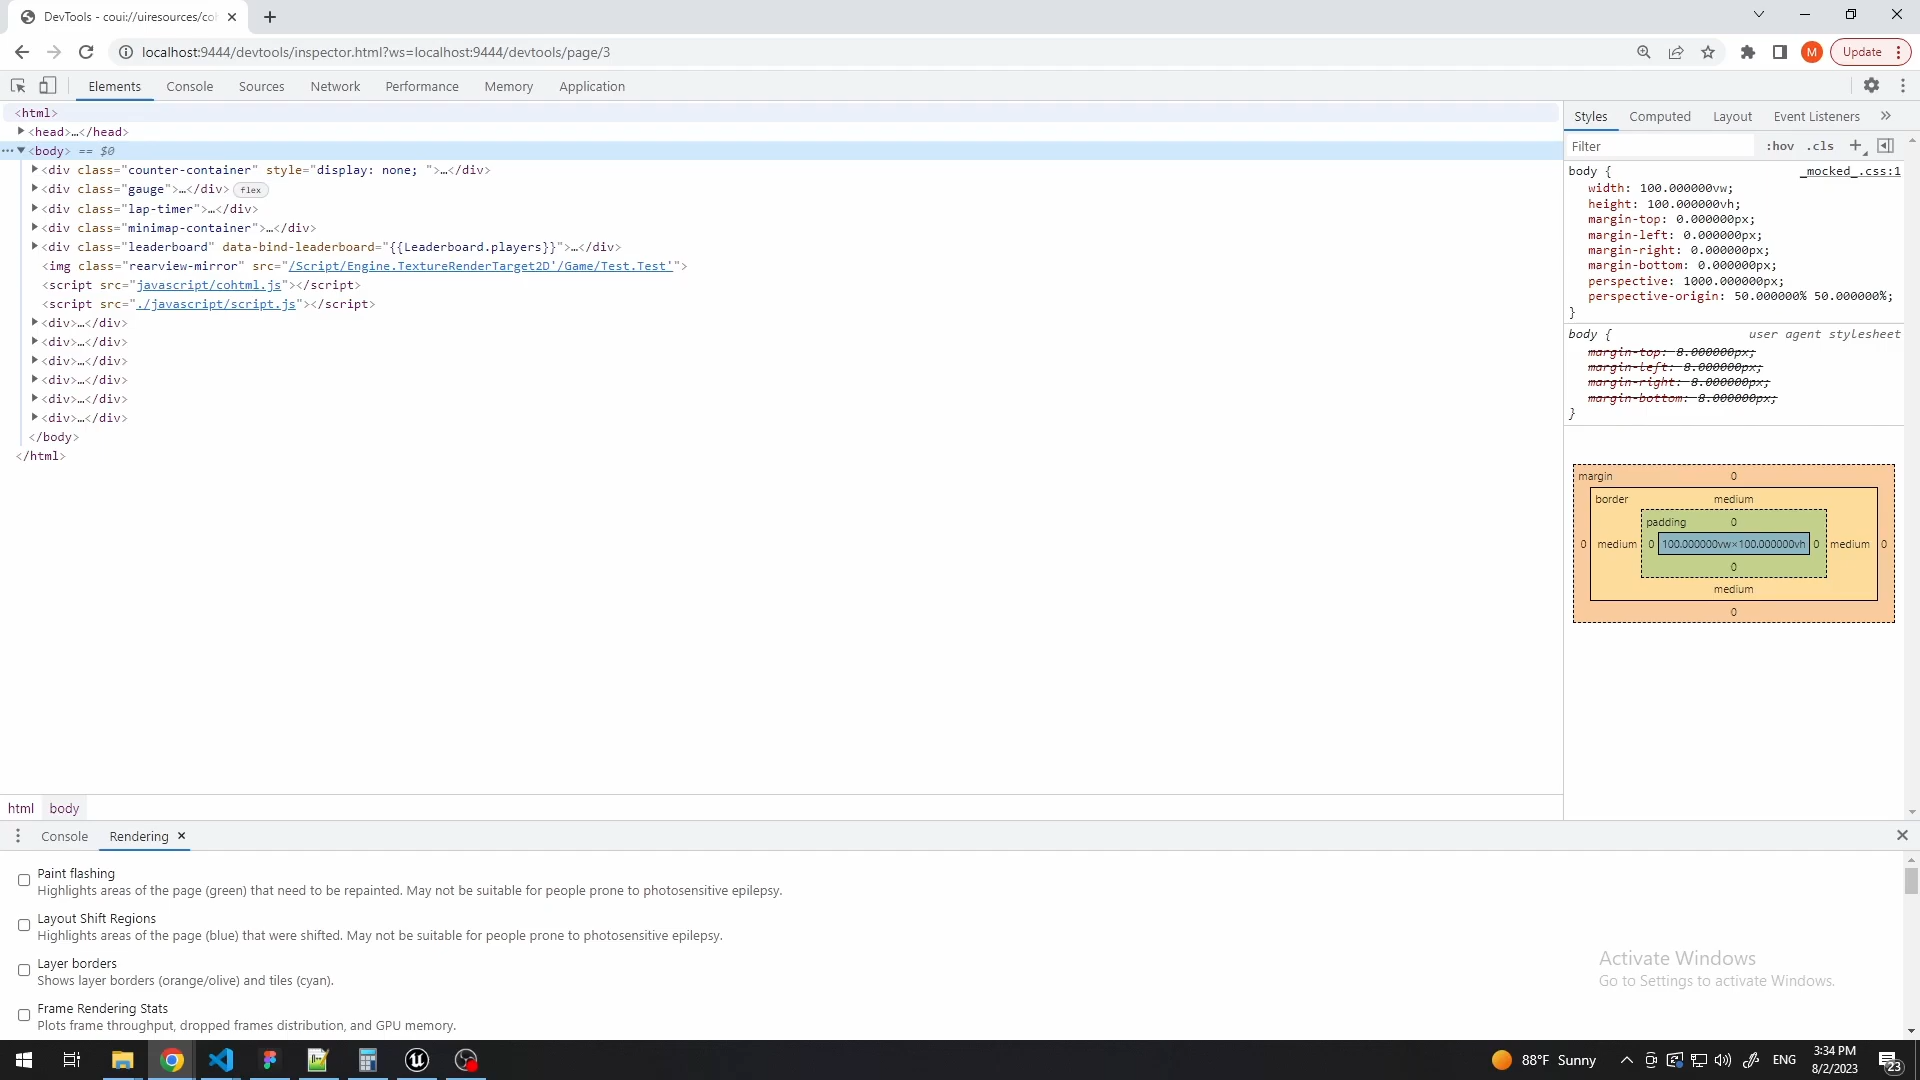 DevTools - coui://uiresources/co
localhost:9444/devtools/inspector.html?ws=localhost:9444/devtools/page/3
M
Update
Elements
Console
Sources
Network
Performance
Memory
Application
<html>
<head>…</head>
<body> == $0
<div class="counter-container" style="display: none; ">…</div>
<div class="gauge">…</div> flex
<div class="lap-timer">…</div>
<div class="minimap-container">…</div>
<div class="leaderboard" data-bind-leaderboard="{{Leaderboard.players}}">…</div>
<img class="rearview-mirror" src="/Script/Engine.TextureRenderTarget2D'/Game/Test.Test'">
<script src="javascript/cohtml.js"></script>
<script src="./javascript/script.js"></script>
<div>…</div>
<div>…</div>
<div>…</div>
<div>…</div>
<div>…</div>
<div>…</div>
</body>
</html>
html body
Styles
Computed
Layout
Event Listeners
Filter
:hov
.cls
body {
_mocked_.css:1
width: 100.000000vw;
height: 100.000000vh;
margin-top: 0.000000px;
margin-left: 0.000000px;
margin-right: 0.000000px;
margin-bottom: 0.000000px;
perspective: 1000.000000px;
perspective-origin: 50.000000% 50.000000%;
}
body {
user agent stylesheet
margin-top: 8.000000px;
margin-left: 8.000000px;
margin-right: 8.000000px;
margin-bottom: 8.000000px;
}
margin 0
border medium
padding 0
0 medium 0 100.000000vw×100.000000vh 0 medium 0
0
medium
0
Console
Rendering
Paint flashing
Highlights areas of the page (green) that need to be repainted. May not be suitable for people prone to photosensitive epilepsy.
Layout Shift Regions
Highlights areas of the page (blue) that were shifted. May not be suitable for people prone to photosensitive epilepsy.
Layer borders
Shows layer borders (orange/olive) and tiles (cyan).
Frame Rendering Stats
Plots frame throughput, dropped frames distribution, and GPU memory.
Activate Windows
Go to Settings to activate Windows.
88°F Sunny
ENG
3:34 PM
8/2/2023
23